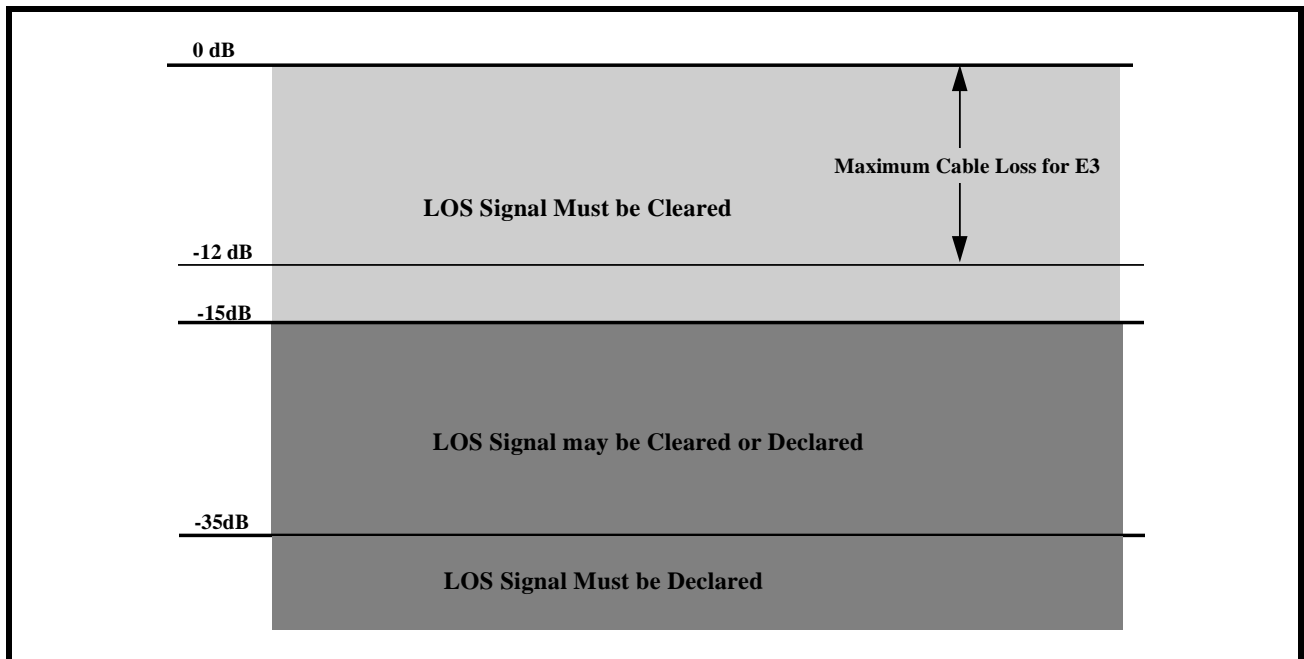 0 dB
Maximum Cable Loss for E3
LOS Signal Must be Cleared
-12 dB
-15dB
LOS Signal may be Cleared or Declared
-35dB
LOS Signal Must be Declared